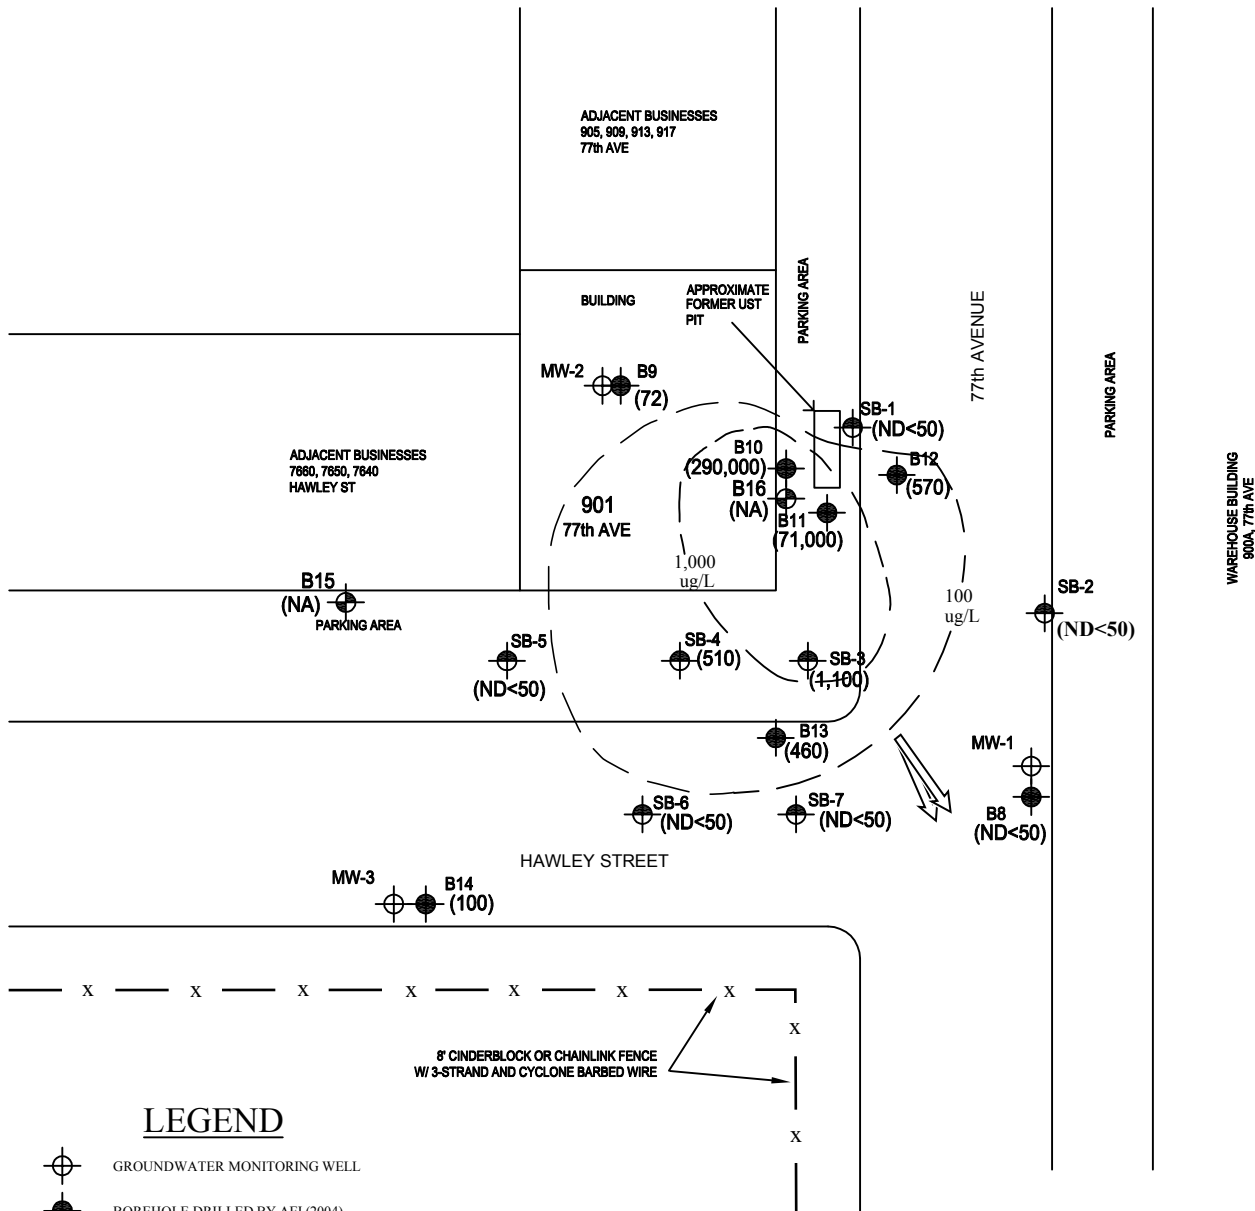 ADJACENT BUSINESSES
905, 909, 913, 917
77th AVE
BUILDING
APPROXIMATE
FORMER UST
PIT
PARKING AREA
77th AVENUE
PARKING AREA
WAREHOUSE BUILDING
900A, 77th AVE
MW-2
B9
(72)
SB-1
(ND<50)
ADJACENT BUSINESSES
7660, 7650, 7640
HAWLEY ST
B10
(290,000)
B12
(570)
B16
(NA)
901
77th AVE
B11
(71,000)
1,000
ug/L
100
ug/L
B15
(NA)
PARKING AREA
SB-2
(ND<50)
SB-5
(ND<50)
SB-4
(510)
SB-3
(1,100)
B13
(460)
MW-1
B8
(ND<50)
SB-6
(ND<50)
SB-7
(ND<50)
HAWLEY STREET
MW-3
B14
(100)
x x x x x x x
x
x
8' CINDERBLOCK OR CHAINLINK FENCE
W/ 3-STRAND AND CYCLONE BARBED WIRE
LEGEND
GROUNDWATER MONITORING WELL
BOREHOLE DRILLED BY AEI (2004)